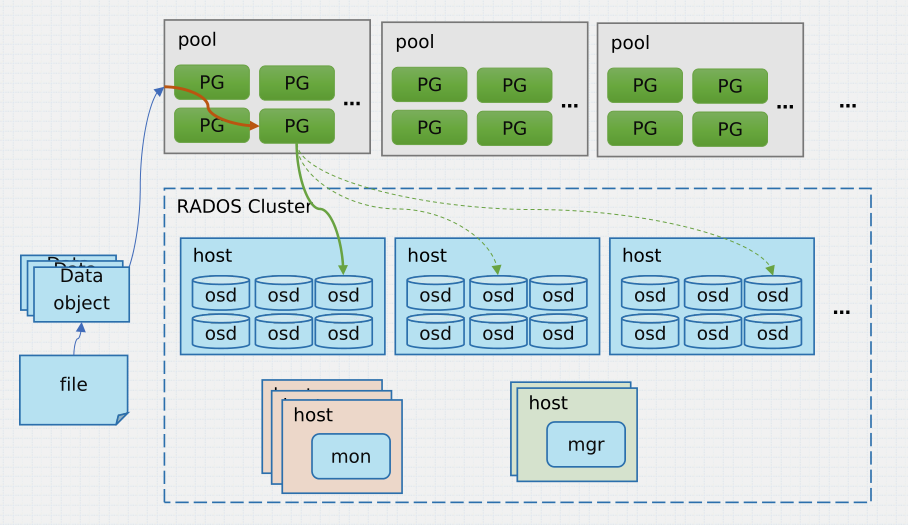 pool
PG PG
PG PG
...
pool
PG PG
PG PG
...
pool
PG PG
PG PG
...
...
RADOS Cluster
host
osd osd osd
osd osd osd
host
osd osd osd
osd osd osd
host
osd osd osd
osd osd osd
...
Data
object
file
host
mon
host
mgr